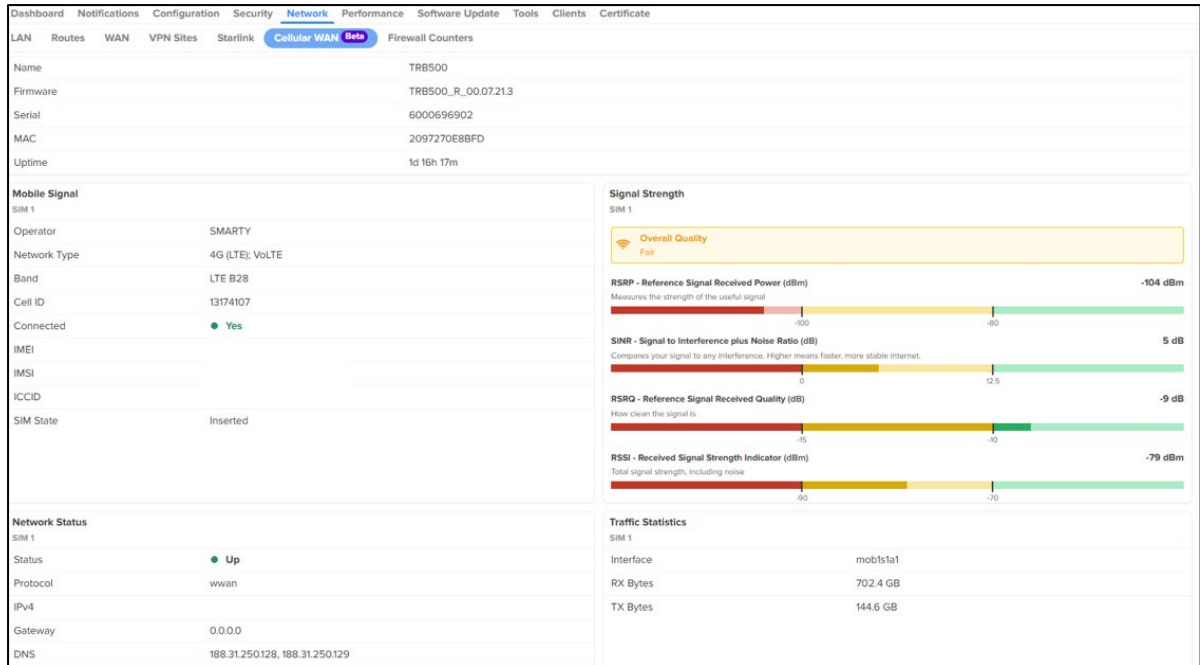 Dashboard Notifications Configuration Security Network Performance Software Update Tools Clients Certificate
LAN Routes WAN VPN Sites Starlink Cellular WAN Beta Firewall Counters
Name TRB500
Firmware TRB500_R_00.07.21.3
Serial 6000696902
MAC 2097270E8BFD
Uptime 1d 16h 17m
Mobile Signal
SIM 1
Operator SMARTY
Network Type 4G (LTE); VoLTE
Band LTE B28
Cell ID 13174107
Connected Yes
IMEI
IMSI
ICCID
SIM State Inserted
Signal Strength
SIM 1
Overall Quality
Fair
RSRP - Reference Signal Received Power (dBm) -104 dBm
Measures the strength of the useful signal
-100 -80
SINR - Signal to Interference plus Noise Ratio (dB) 5 dB
Compares your signal to any interference. Higher means faster, more stable internet.
0 12.5
RSRQ - Reference Signal Received Quality (dB) -9 dB
How clean the signal is
-15 -10
RSSI - Received Signal Strength Indicator (dBm) -79 dBm
Total signal strength, including noise
-90 -70
Network Status
SIM 1
Status Up
Protocol wwan
IPv4
Gateway 0.0.0.0
DNS 188.31.250.128, 188.31.250.129
Traffic Statistics
SIM 1
Interface mob1s1a1
RX Bytes 702.4 GB
TX Bytes 144.6 GB